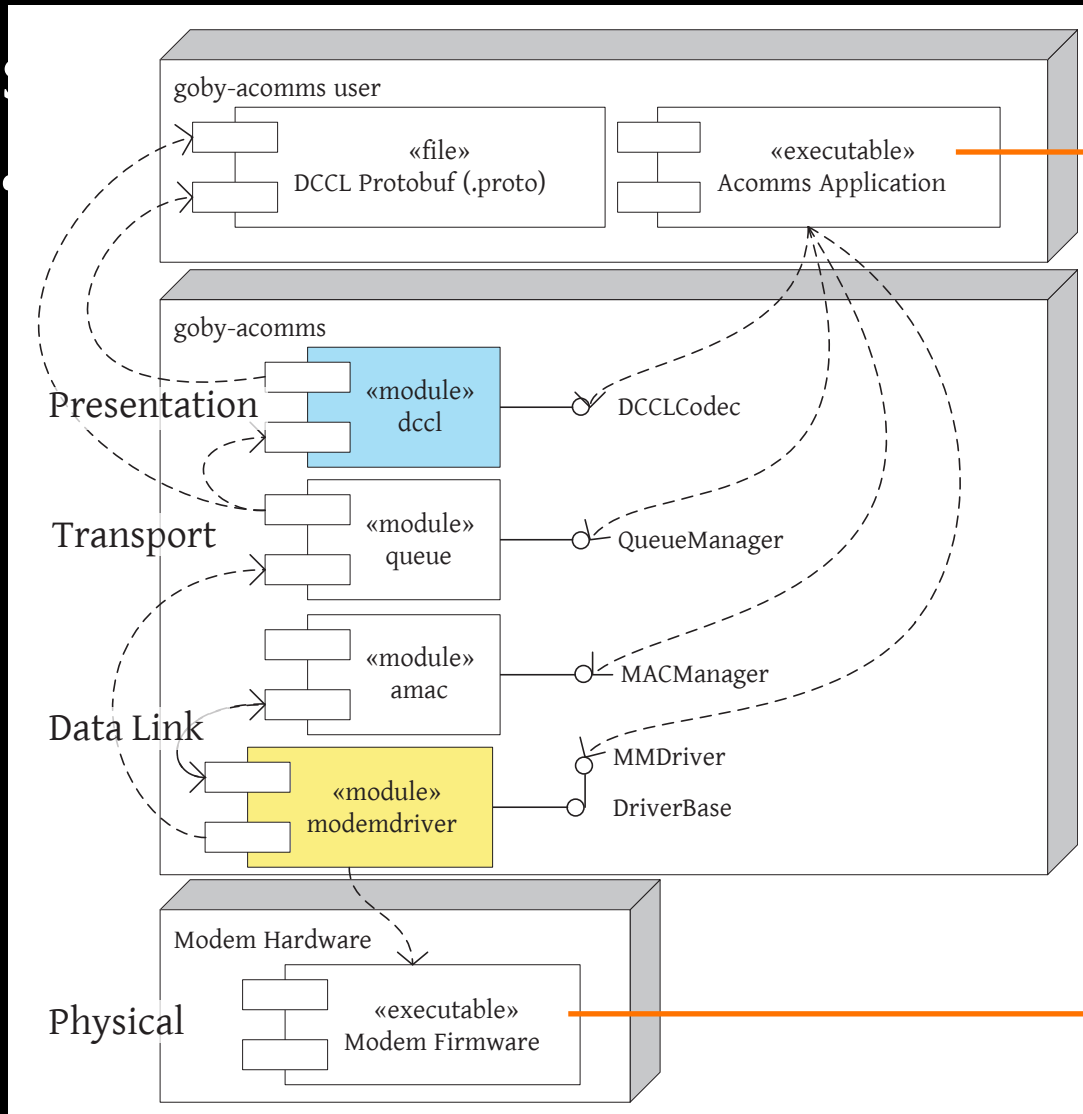 goby-acomms user
«file»
DCCL Protobuf (.proto)
«executable»
Acomms Application
goby-acomms
Presentation
«module»
dccl
DCCLCodec
Transport
«module»
queue
QueueManager
«module»
amac
MACManager
Data Link
«module»
modemdriver
MMDriver
DriverBase
Modem Hardware
Physical
«executable»
Modem Firmware